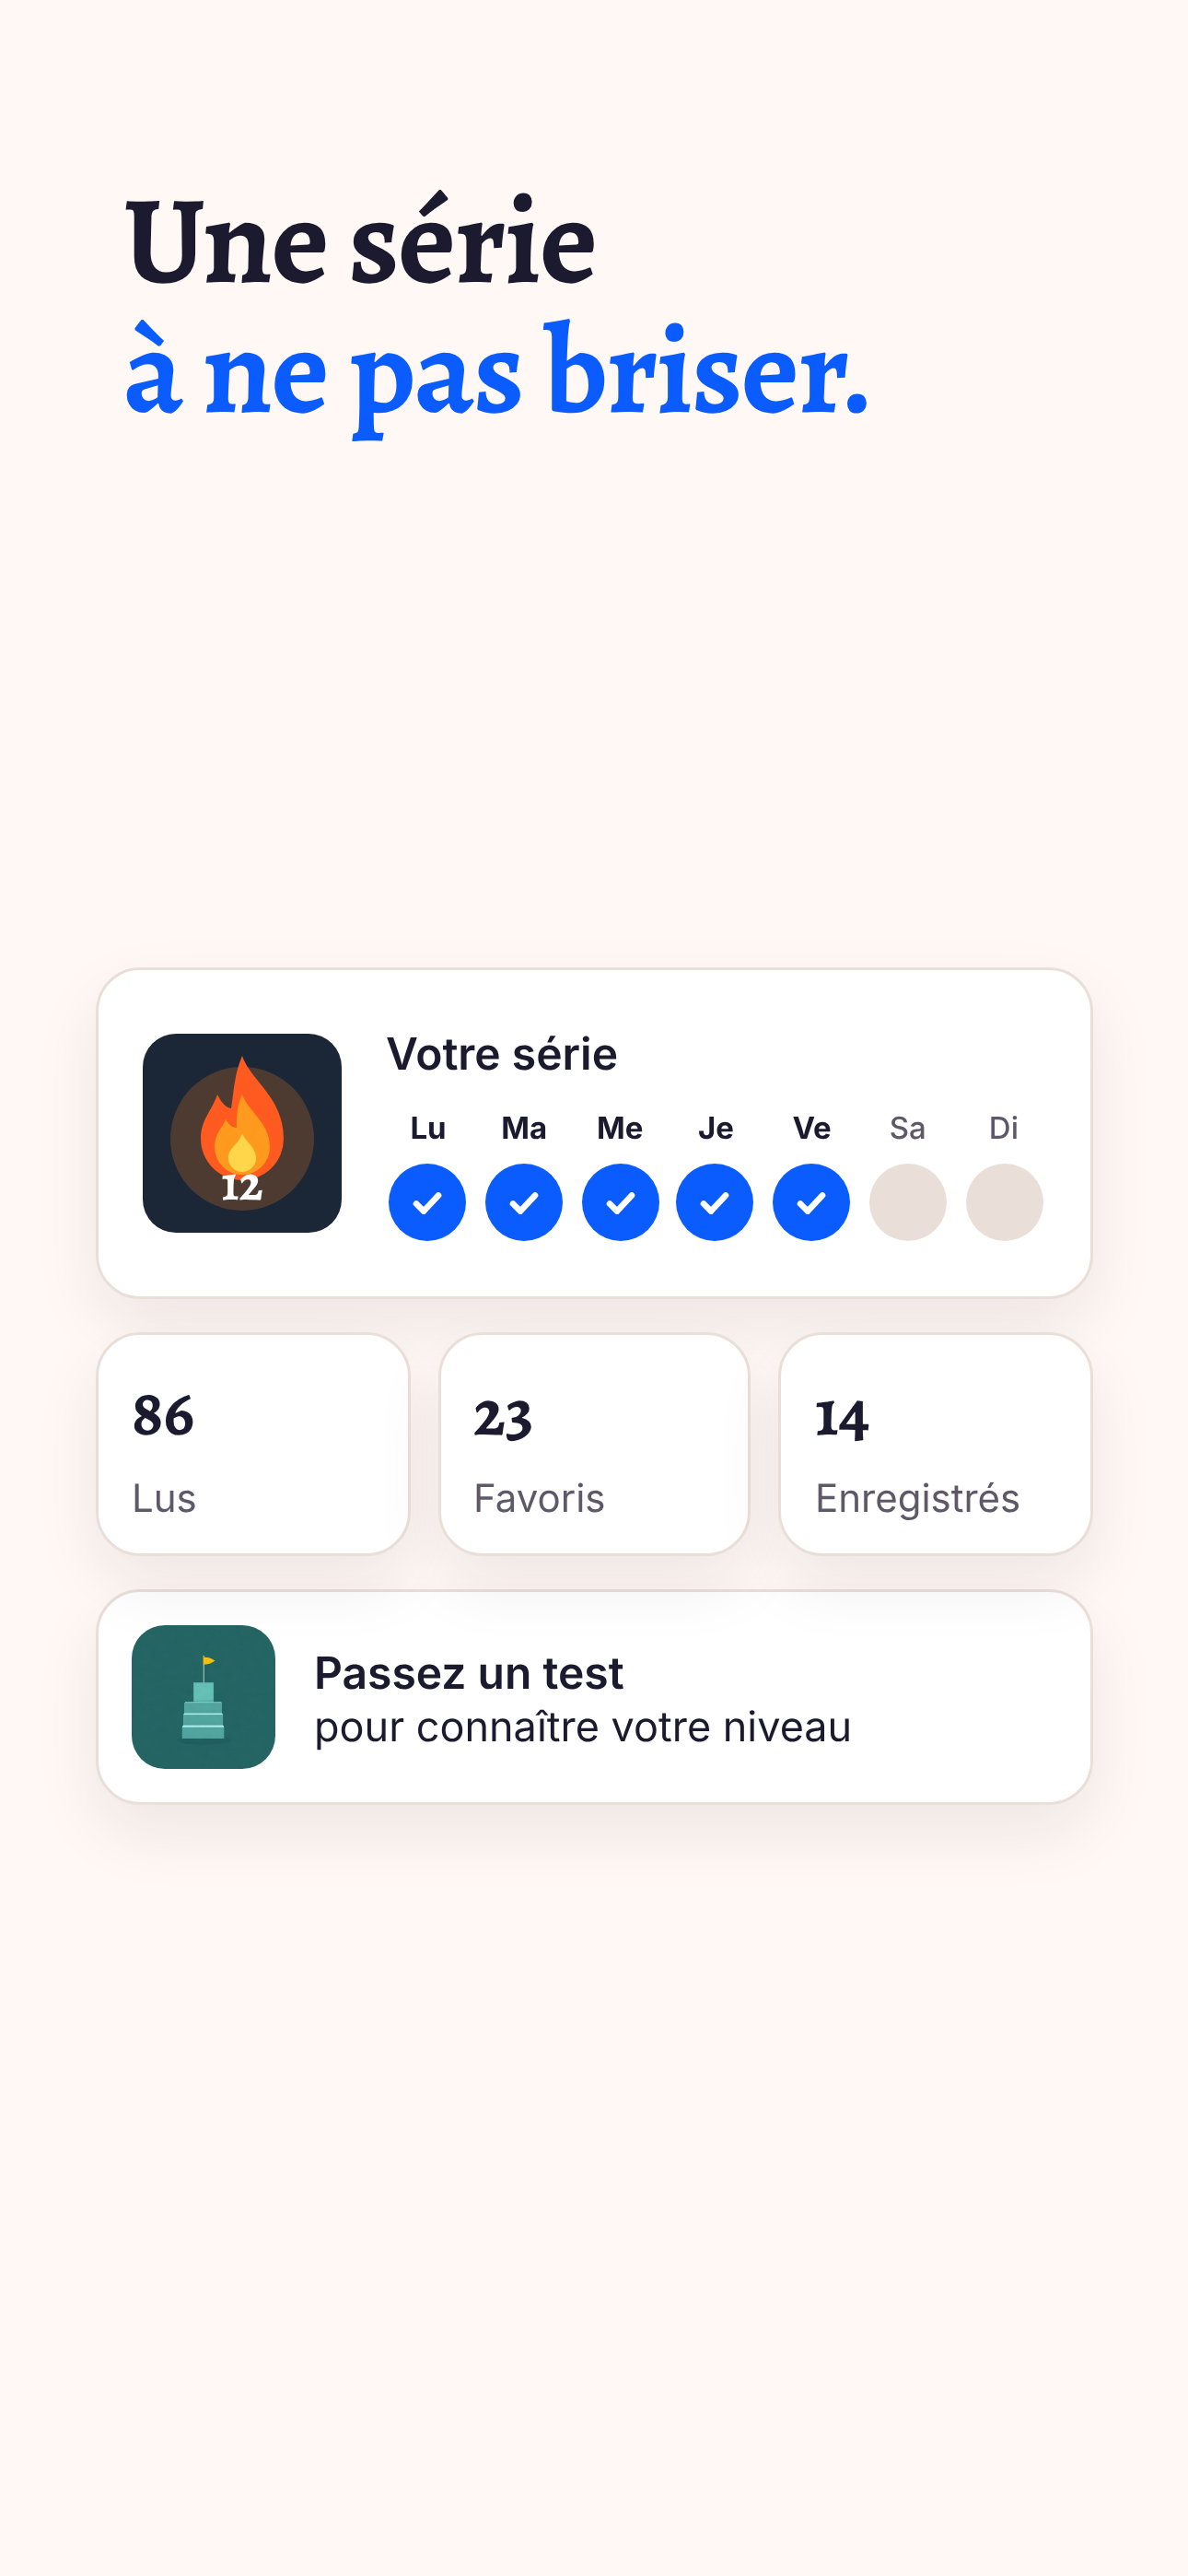 Une série
à ne pas briser.
Votre série
Lu Ma Me Je Ve Sa Di
12
86
Lus
23
Favoris
14
Enregistrés
Passez un test
pour connaître votre niveau